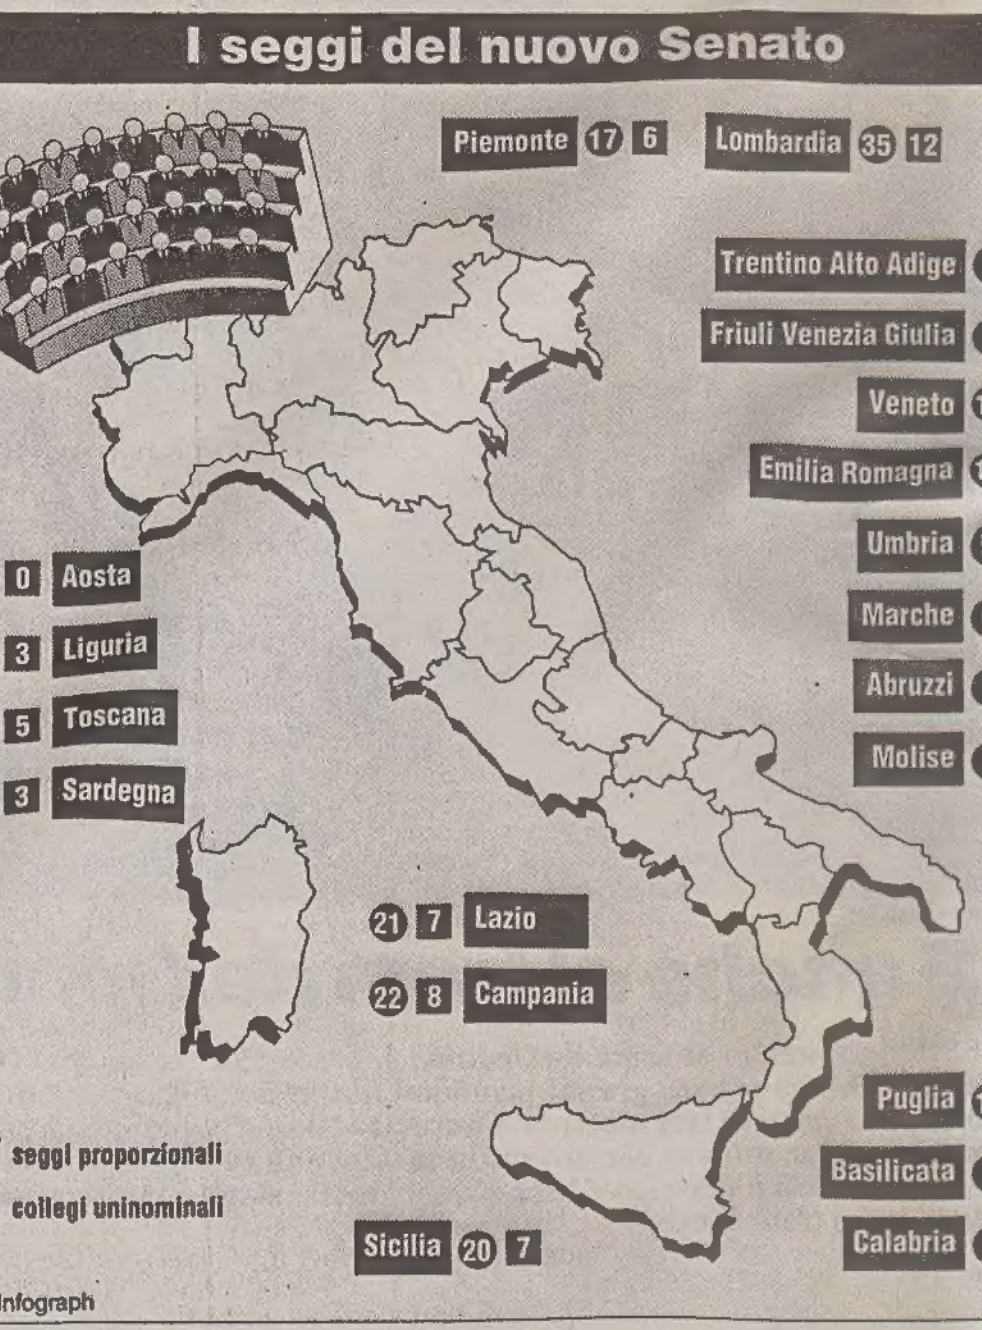 I seggi del nuovo Senato
Piemonte 17 6
Lombardia 35 12
Trentino Alto Adige
Friuli Venezia Giulia
Veneto
Emilia Romagna
Umbria
Marche
Abruzzi
Molise
0 Aosta
3 Liguria
5 Toscana
3 Sardegna
21 7 Lazio
22 8 Campania
Puglia
Basilicata
Calabria
seggi proporzionali
collegi uninominali
Sicilia 20 7
Infograph